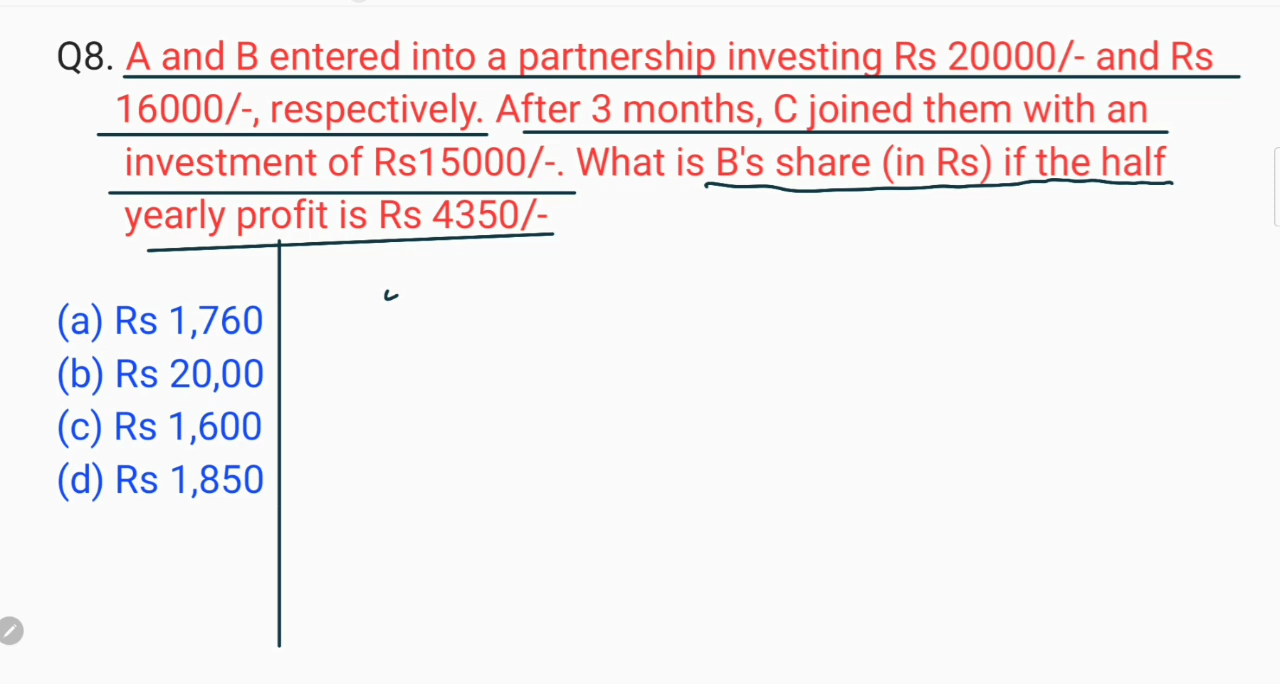 Q8. A and B entered into a partnership investing Rs 20000/- and Rs
16000/-, respectively. After 3 months, C joined them with an
investment of Rs15000/-. What is B's share (in Rs) if the half
yearly profit is Rs 4350/-
(a) Rs 1,760
(b) Rs 20,00
(c) Rs 1,600
(d) Rs 1,850